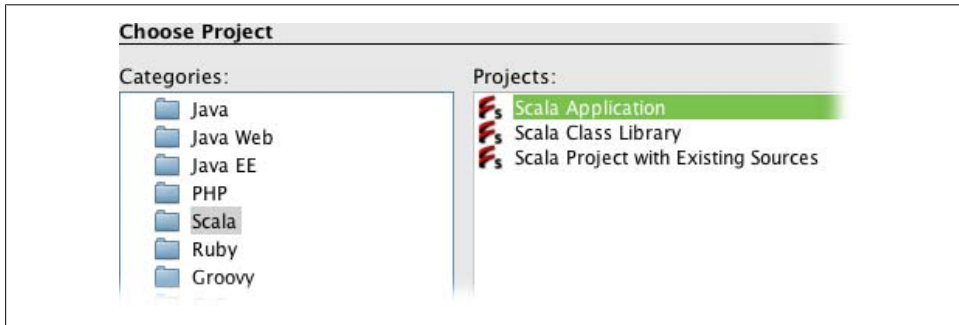 Choose Project
Categories:
Java
Java Web
Java EE
PHP
Scala
Ruby
Groovy
Projects:
Scala Application
Scala Class Library
Scala Project with Existing Sources